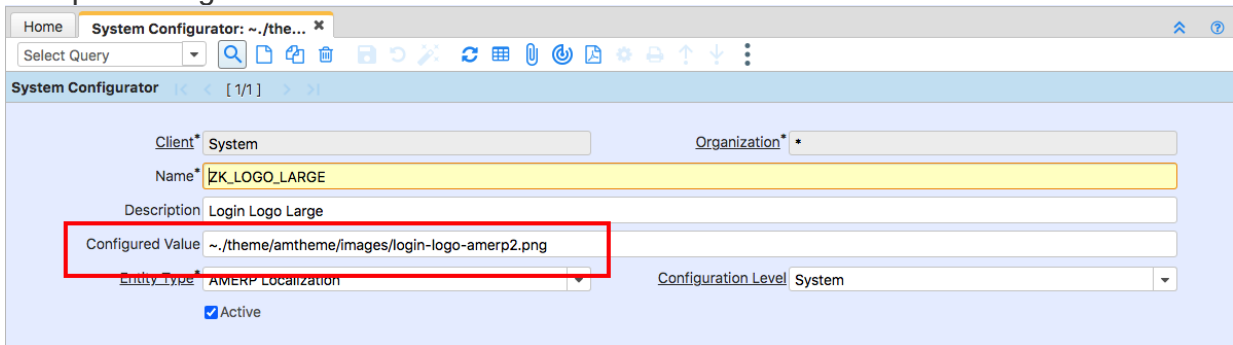 Home System Configurator: ~./the... ×
Select Query
System Configurator [ 1/1 ]
Client* System Organization* *
Name* ZK_LOGO_LARGE
Description Login Logo Large
Configured Value ~./theme/amtheme/images/login-logo-amerp2.png
Entity Type* AMERP Localization Configuration Level System
Active